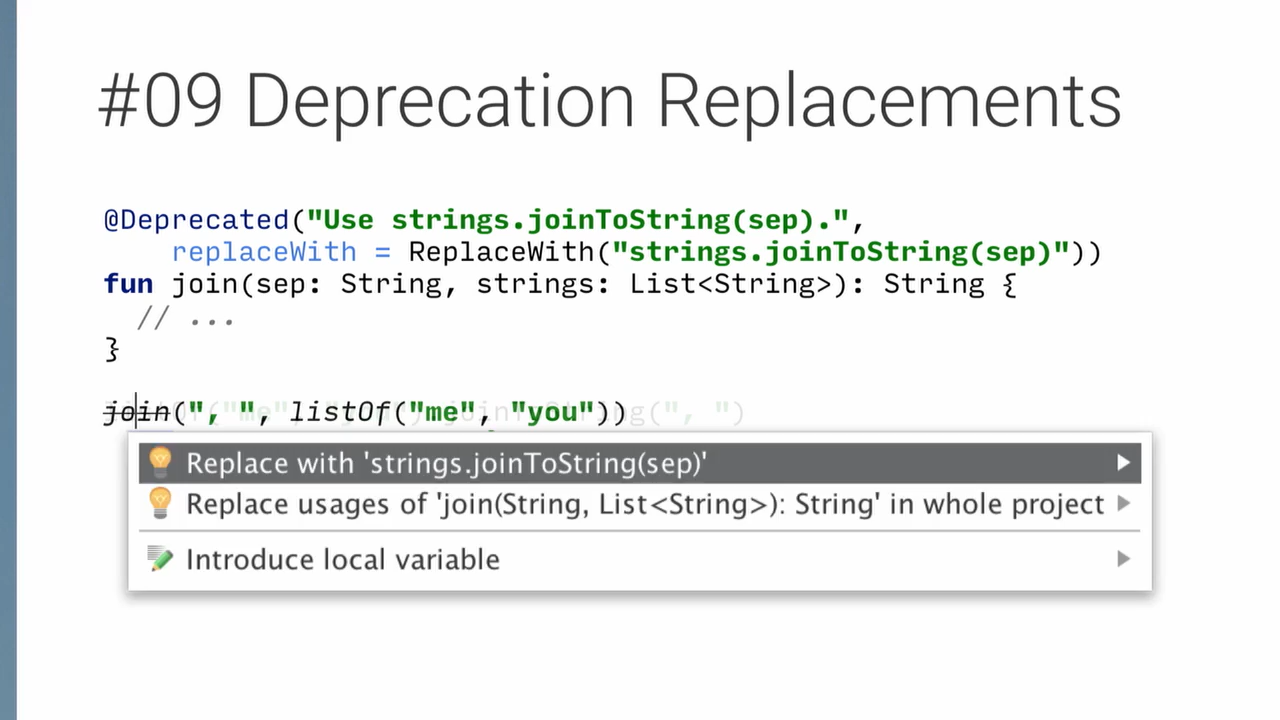 #09 Deprecation Replacements
@Deprecated("Use strings.joinToString(sep).",
    replaceWith = ReplaceWith("strings.joinToString(sep)"))
fun join(sep: String, strings: List<String>): String {
  // ...
}
join(", ", listOf("me", "you"))
Replace with 'strings.joinToString(sep)'
Replace usages of 'join(String, List<String>): String' in whole project
Introduce local variable